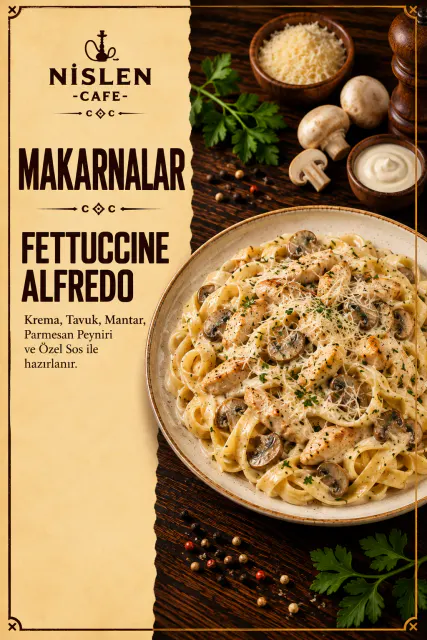 NİSLEN
-CAFE-
MAKARNALAR
FETTUCCINE
ALFREDO
Krema, Tavuk, Mantar,
Parmesan Peyniri
ve Özel Sos ile
hazırlanır.